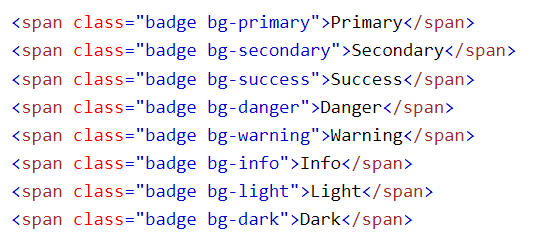 <span class="badge bg-primary">Primary</span>
<span class="badge bg-secondary">Secondary</span>
<span class="badge bg-success">Success</span>
<span class="badge bg-danger">Danger</span>
<span class="badge bg-warning">Warning</span>
<span class="badge bg-info">Info</span>
<span class="badge bg-light">Light</span>
<span class="badge bg-dark">Dark</span>